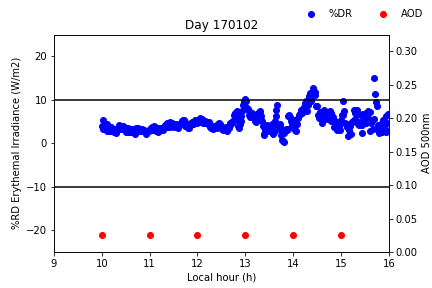 %DR AOD
Day 170102
%RD Erythermal Irradiance (W/m2)
20
10
0
−10
−20
0.30
0.25
0.20
0.15
0.10
0.05
0.00
AOD 500nm
9 10 11 12 13 14 15 16
Local hour (h)